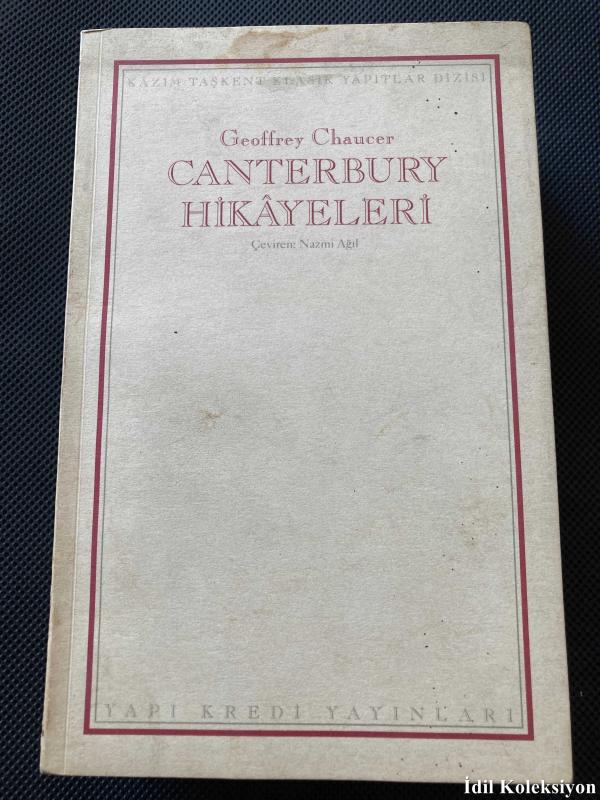 KÂZIM TAŞKENT KLASİK YAPITLAR DİZİSİ
Geoffrey Chaucer
CANTERBURY
HİKÂYELERİ
Çeviren: Nazmi Ağıl
YAPI KREDİ YAYINLARI
İdil Koleksiyon